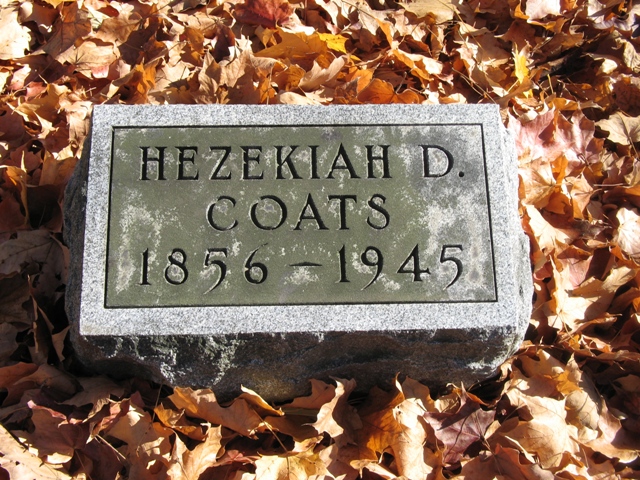 HEZEKIAH D.
COATS
1856 – 1945